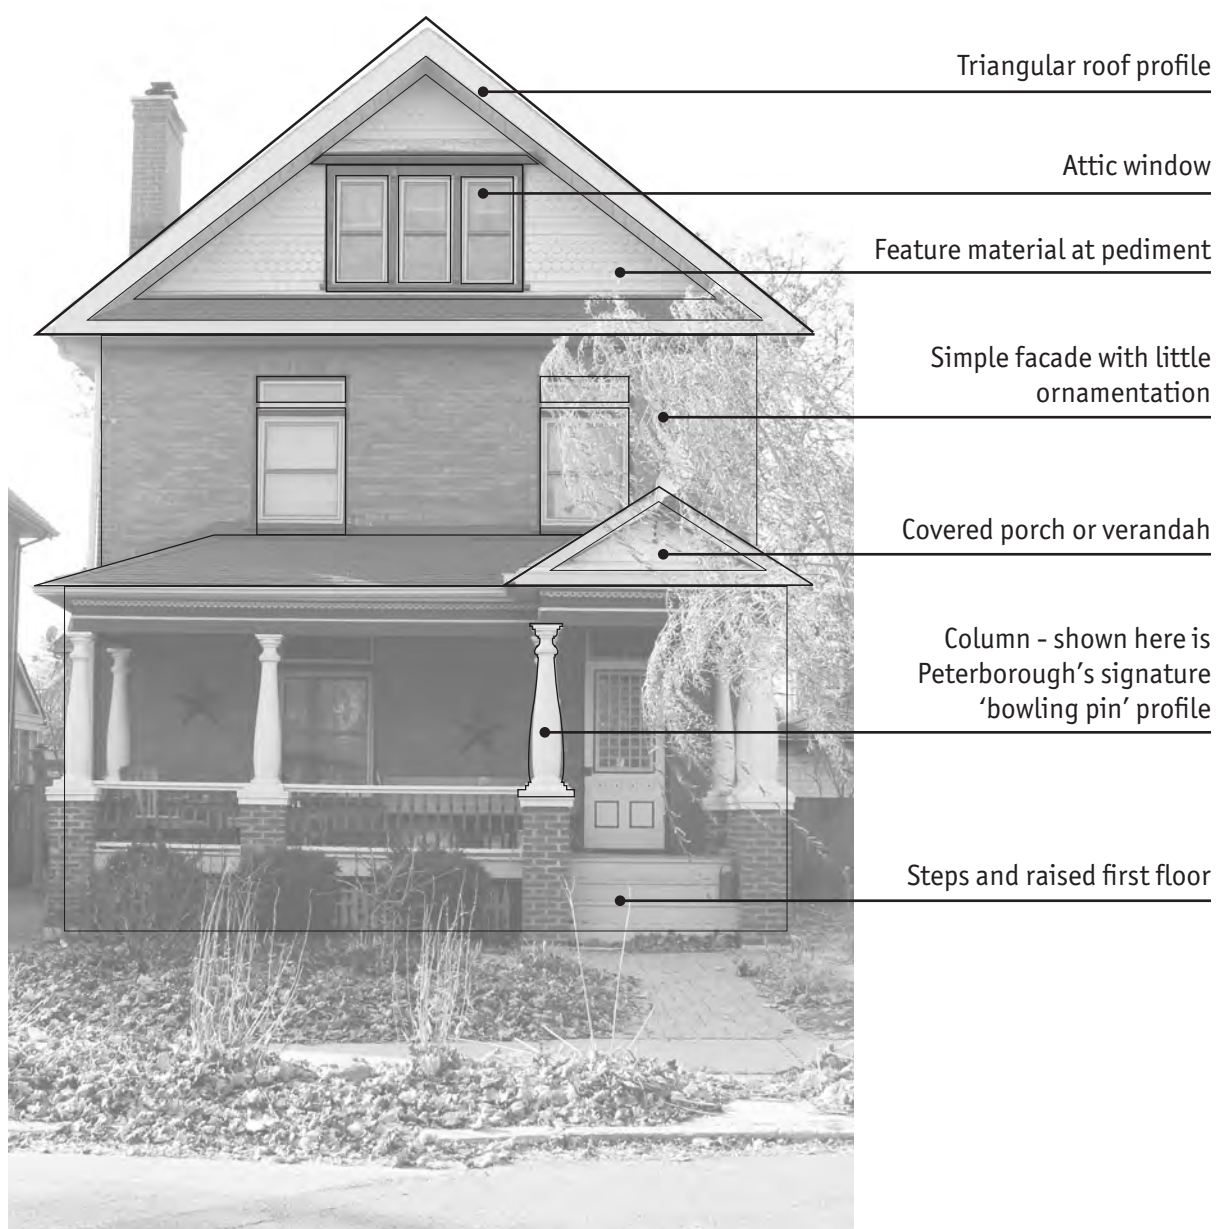 Triangular roof profile
Attic window
Feature material at pediment
Simple facade with little
ornamentation
Covered porch or verandah
Column - shown here is
Peterborough’s signature
‘bowling pin’ profile
Steps and raised first floor